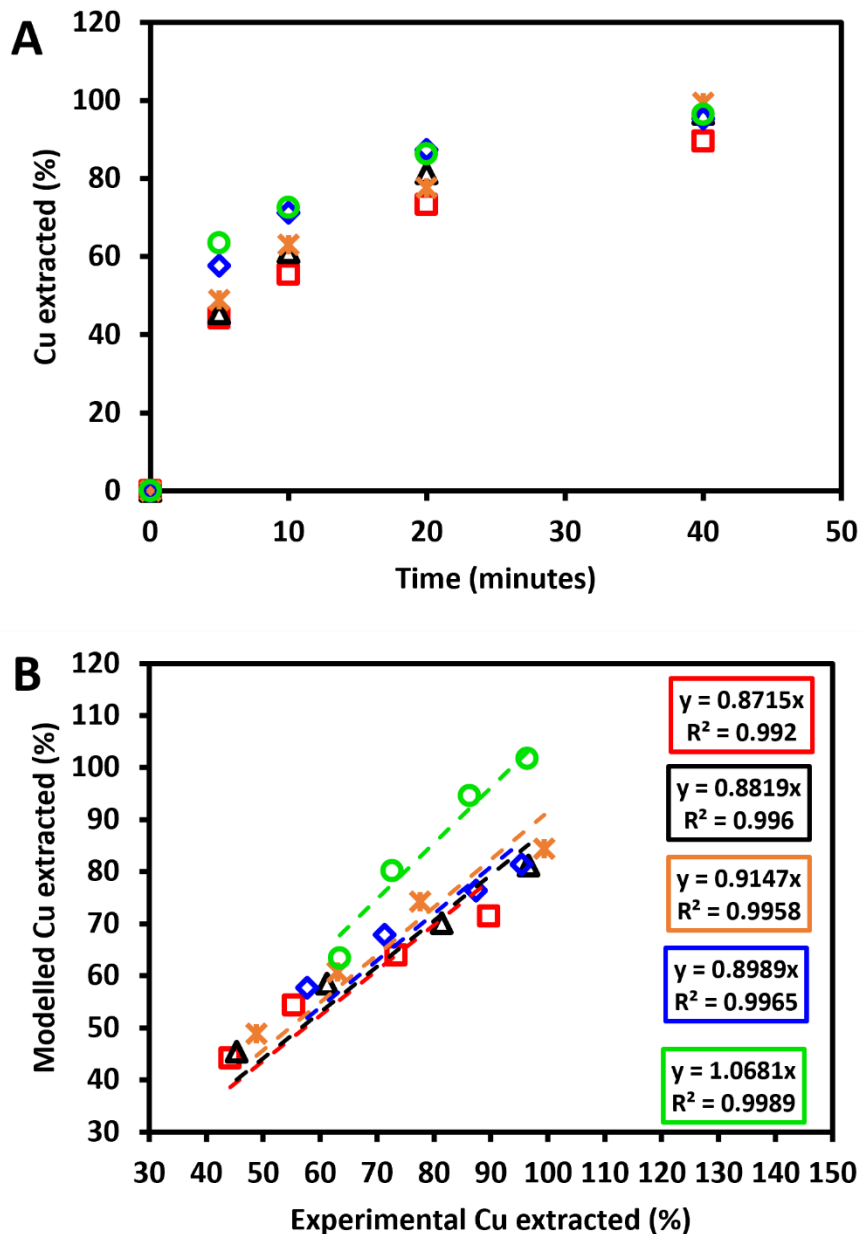 A
120
100
80
60
40
20
0
Cu extracted (%)
0 10 20 30 40 50
Time (minutes)
B
120
110
100
90
80
70
60
50
40
30
Modelled Cu extracted (%)
y = 0.8715x
R² = 0.992
y = 0.8819x
R² = 0.996
y = 0.9147x
R² = 0.9958
y = 0.8989x
R² = 0.9965
y = 1.0681x
R² = 0.9989
30 40 50 60 70 80 90 100 110 120 130 140 150
Experimental Cu extracted (%)